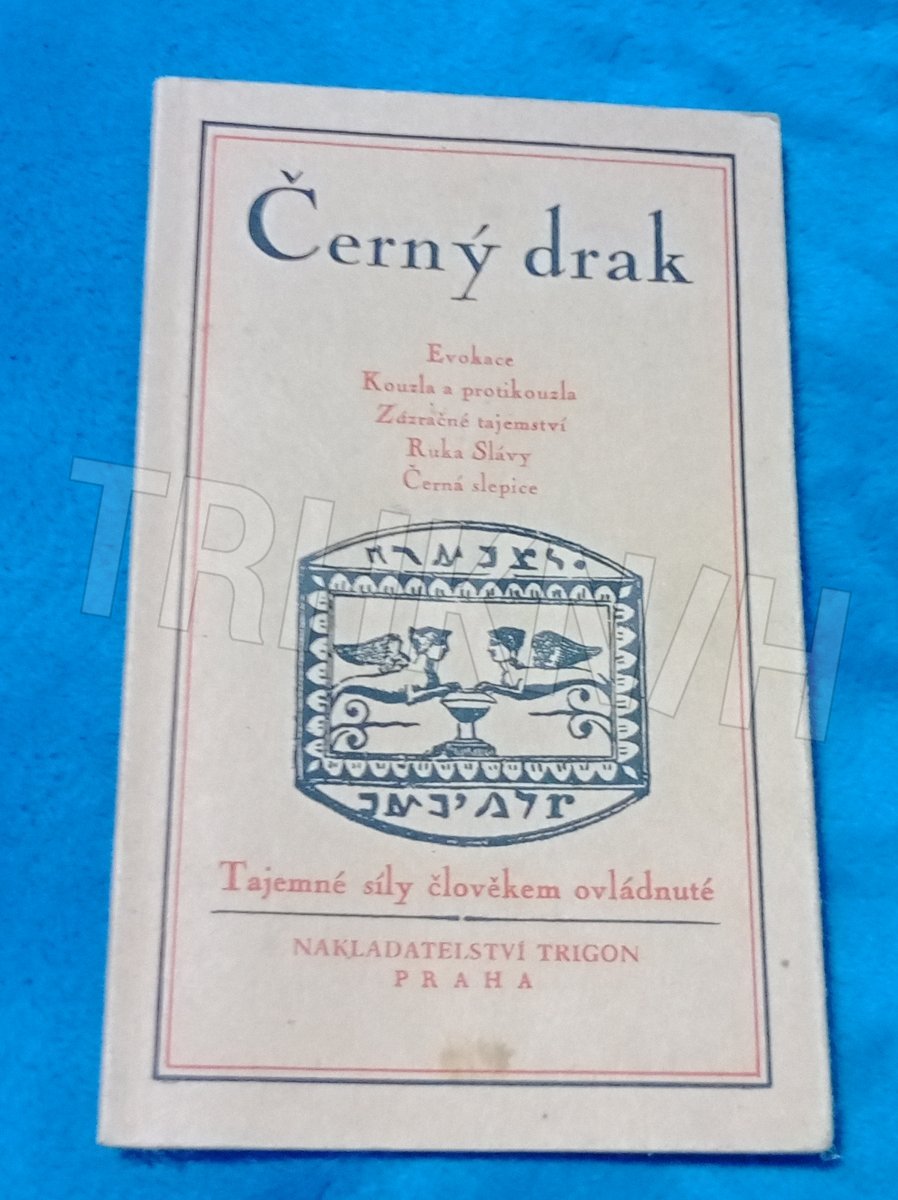 Černý drak
Evokace
Kouzla a protikouzla
Zázračné tajemství
Ruka Slávy
Černá slepice
Tajemné síly člověkem ovládnuté
NAKLADATELSTVÍ TRIGON
PRAHA